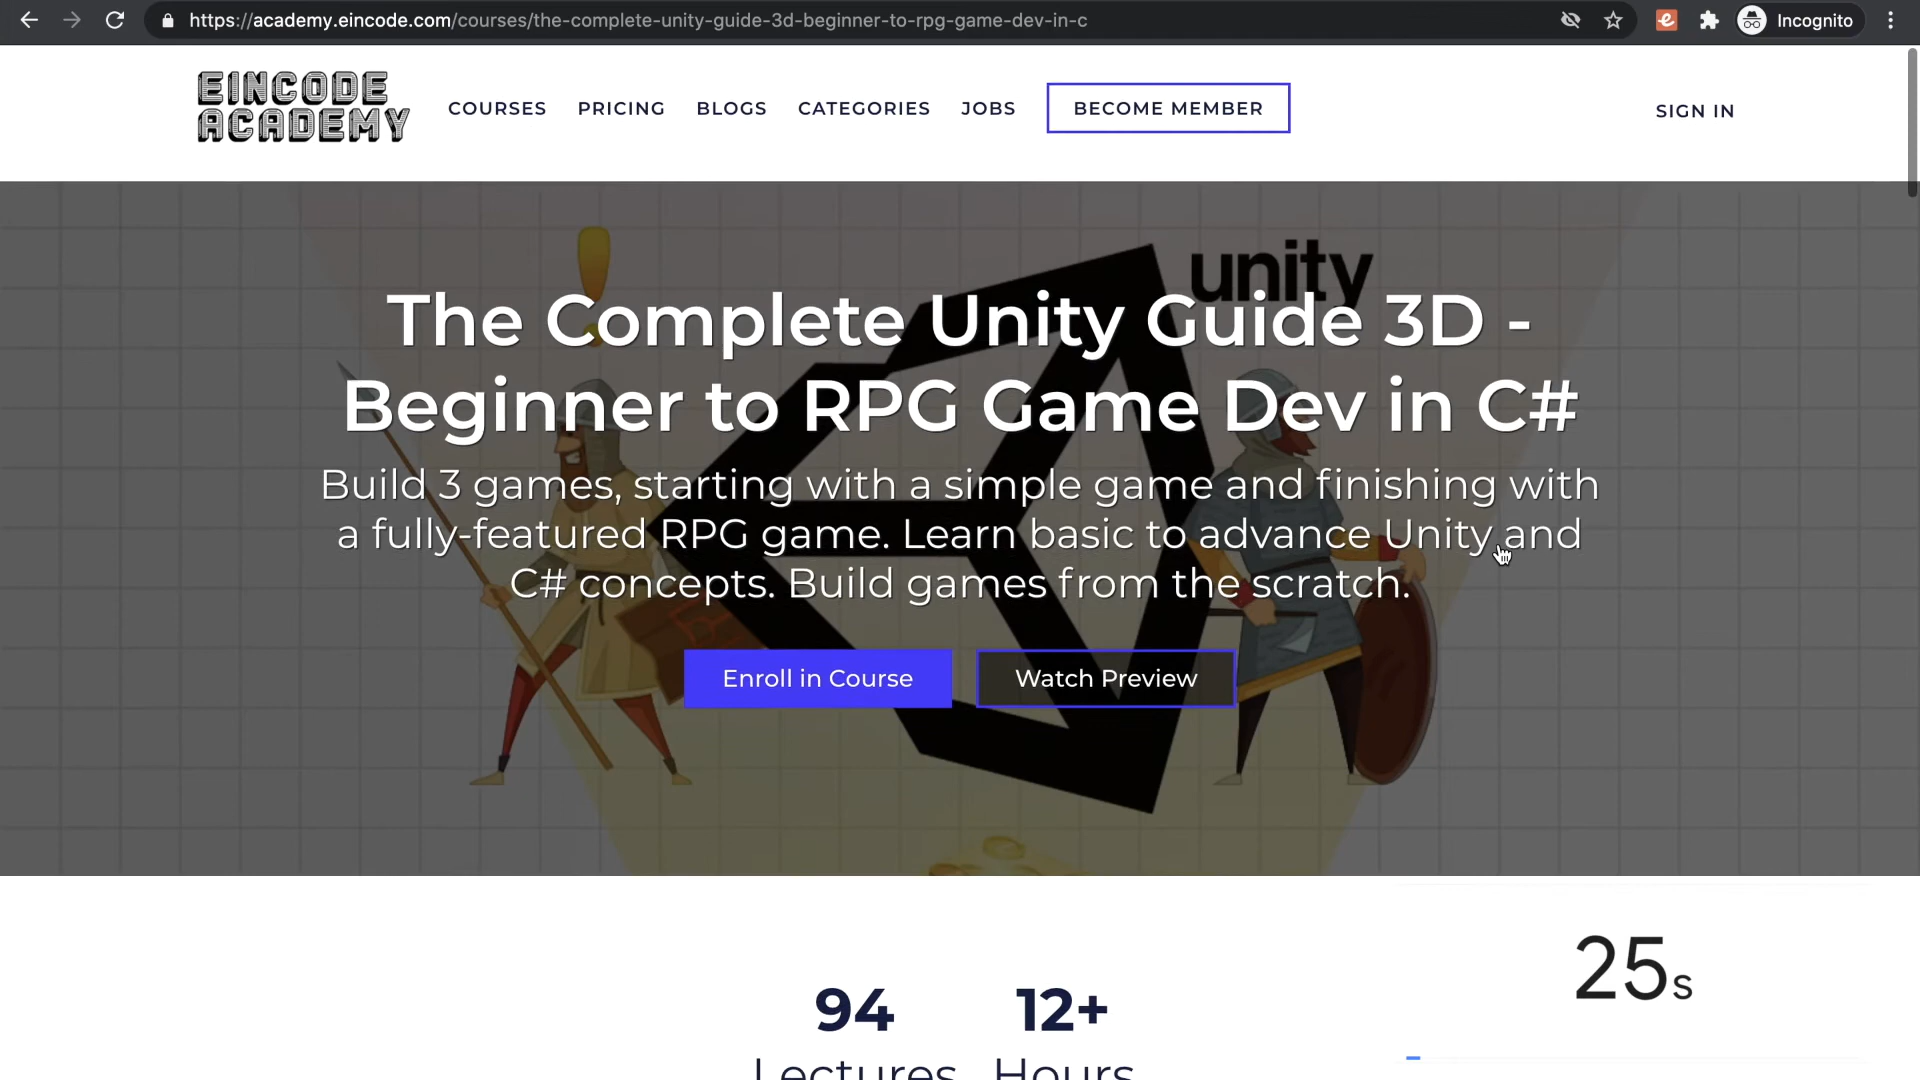 https://academy.eincode.com/courses/the-complete-unity-guide-3d-beginner-to-rpg-game-dev-in-c
Incognito
EINCODE
ACADEMY
COURSES
PRICING
BLOGS
CATEGORIES
JOBS
BECOME MEMBER
SIGN IN
unity
The Complete Unity Guide 3D -
Beginner to RPG Game Dev in C#
Build 3 games, starting with a simple game and finishing with
a fully-featured RPG game. Learn basic to advance Unity and
C# concepts. Build games from the scratch.
Enroll in Course
Watch Preview
25s
94
12+
Lectures
Hours